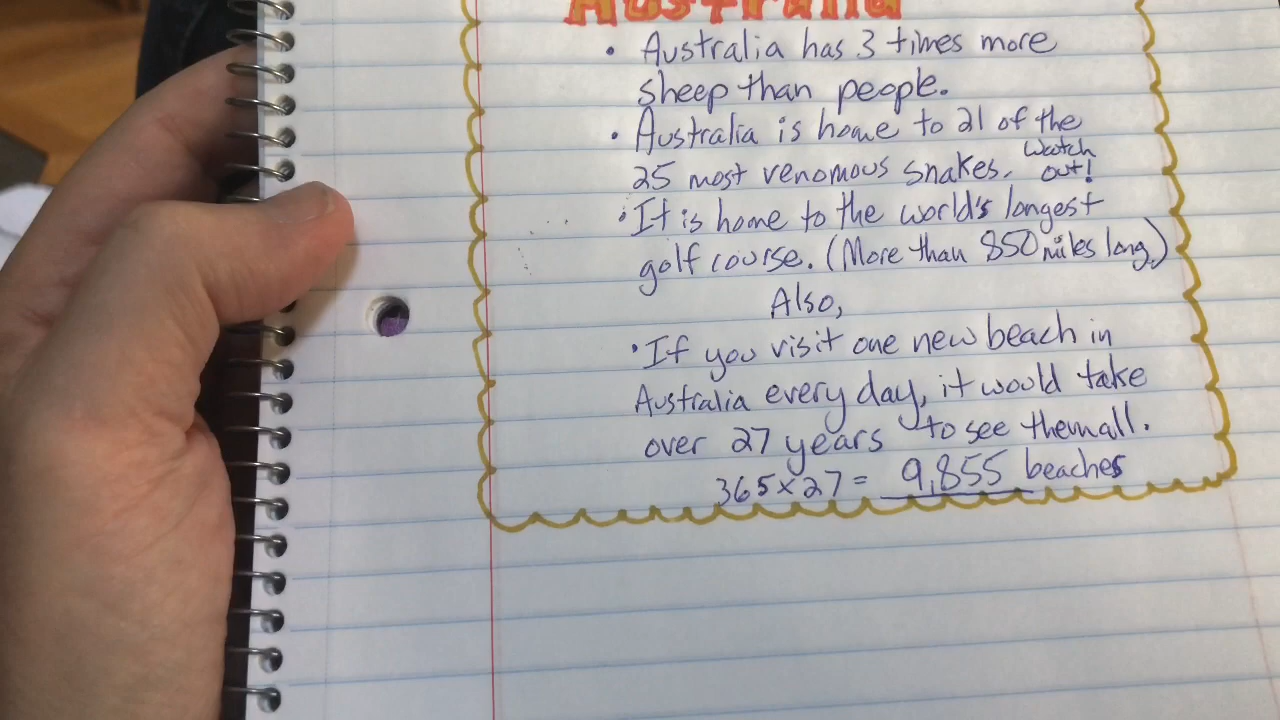 Australia
• Australia has 3 times more
sheep than people.
• Australia is home to 21 of the
25 most venomous snakes. Watch out!
• It is home to the world's longest
golf course. (More than 850 miles long.)
Also,
• If you visit one new beach in
Australia every day, it would take
over 27 years to see them all.
365x27= 9,855 beaches